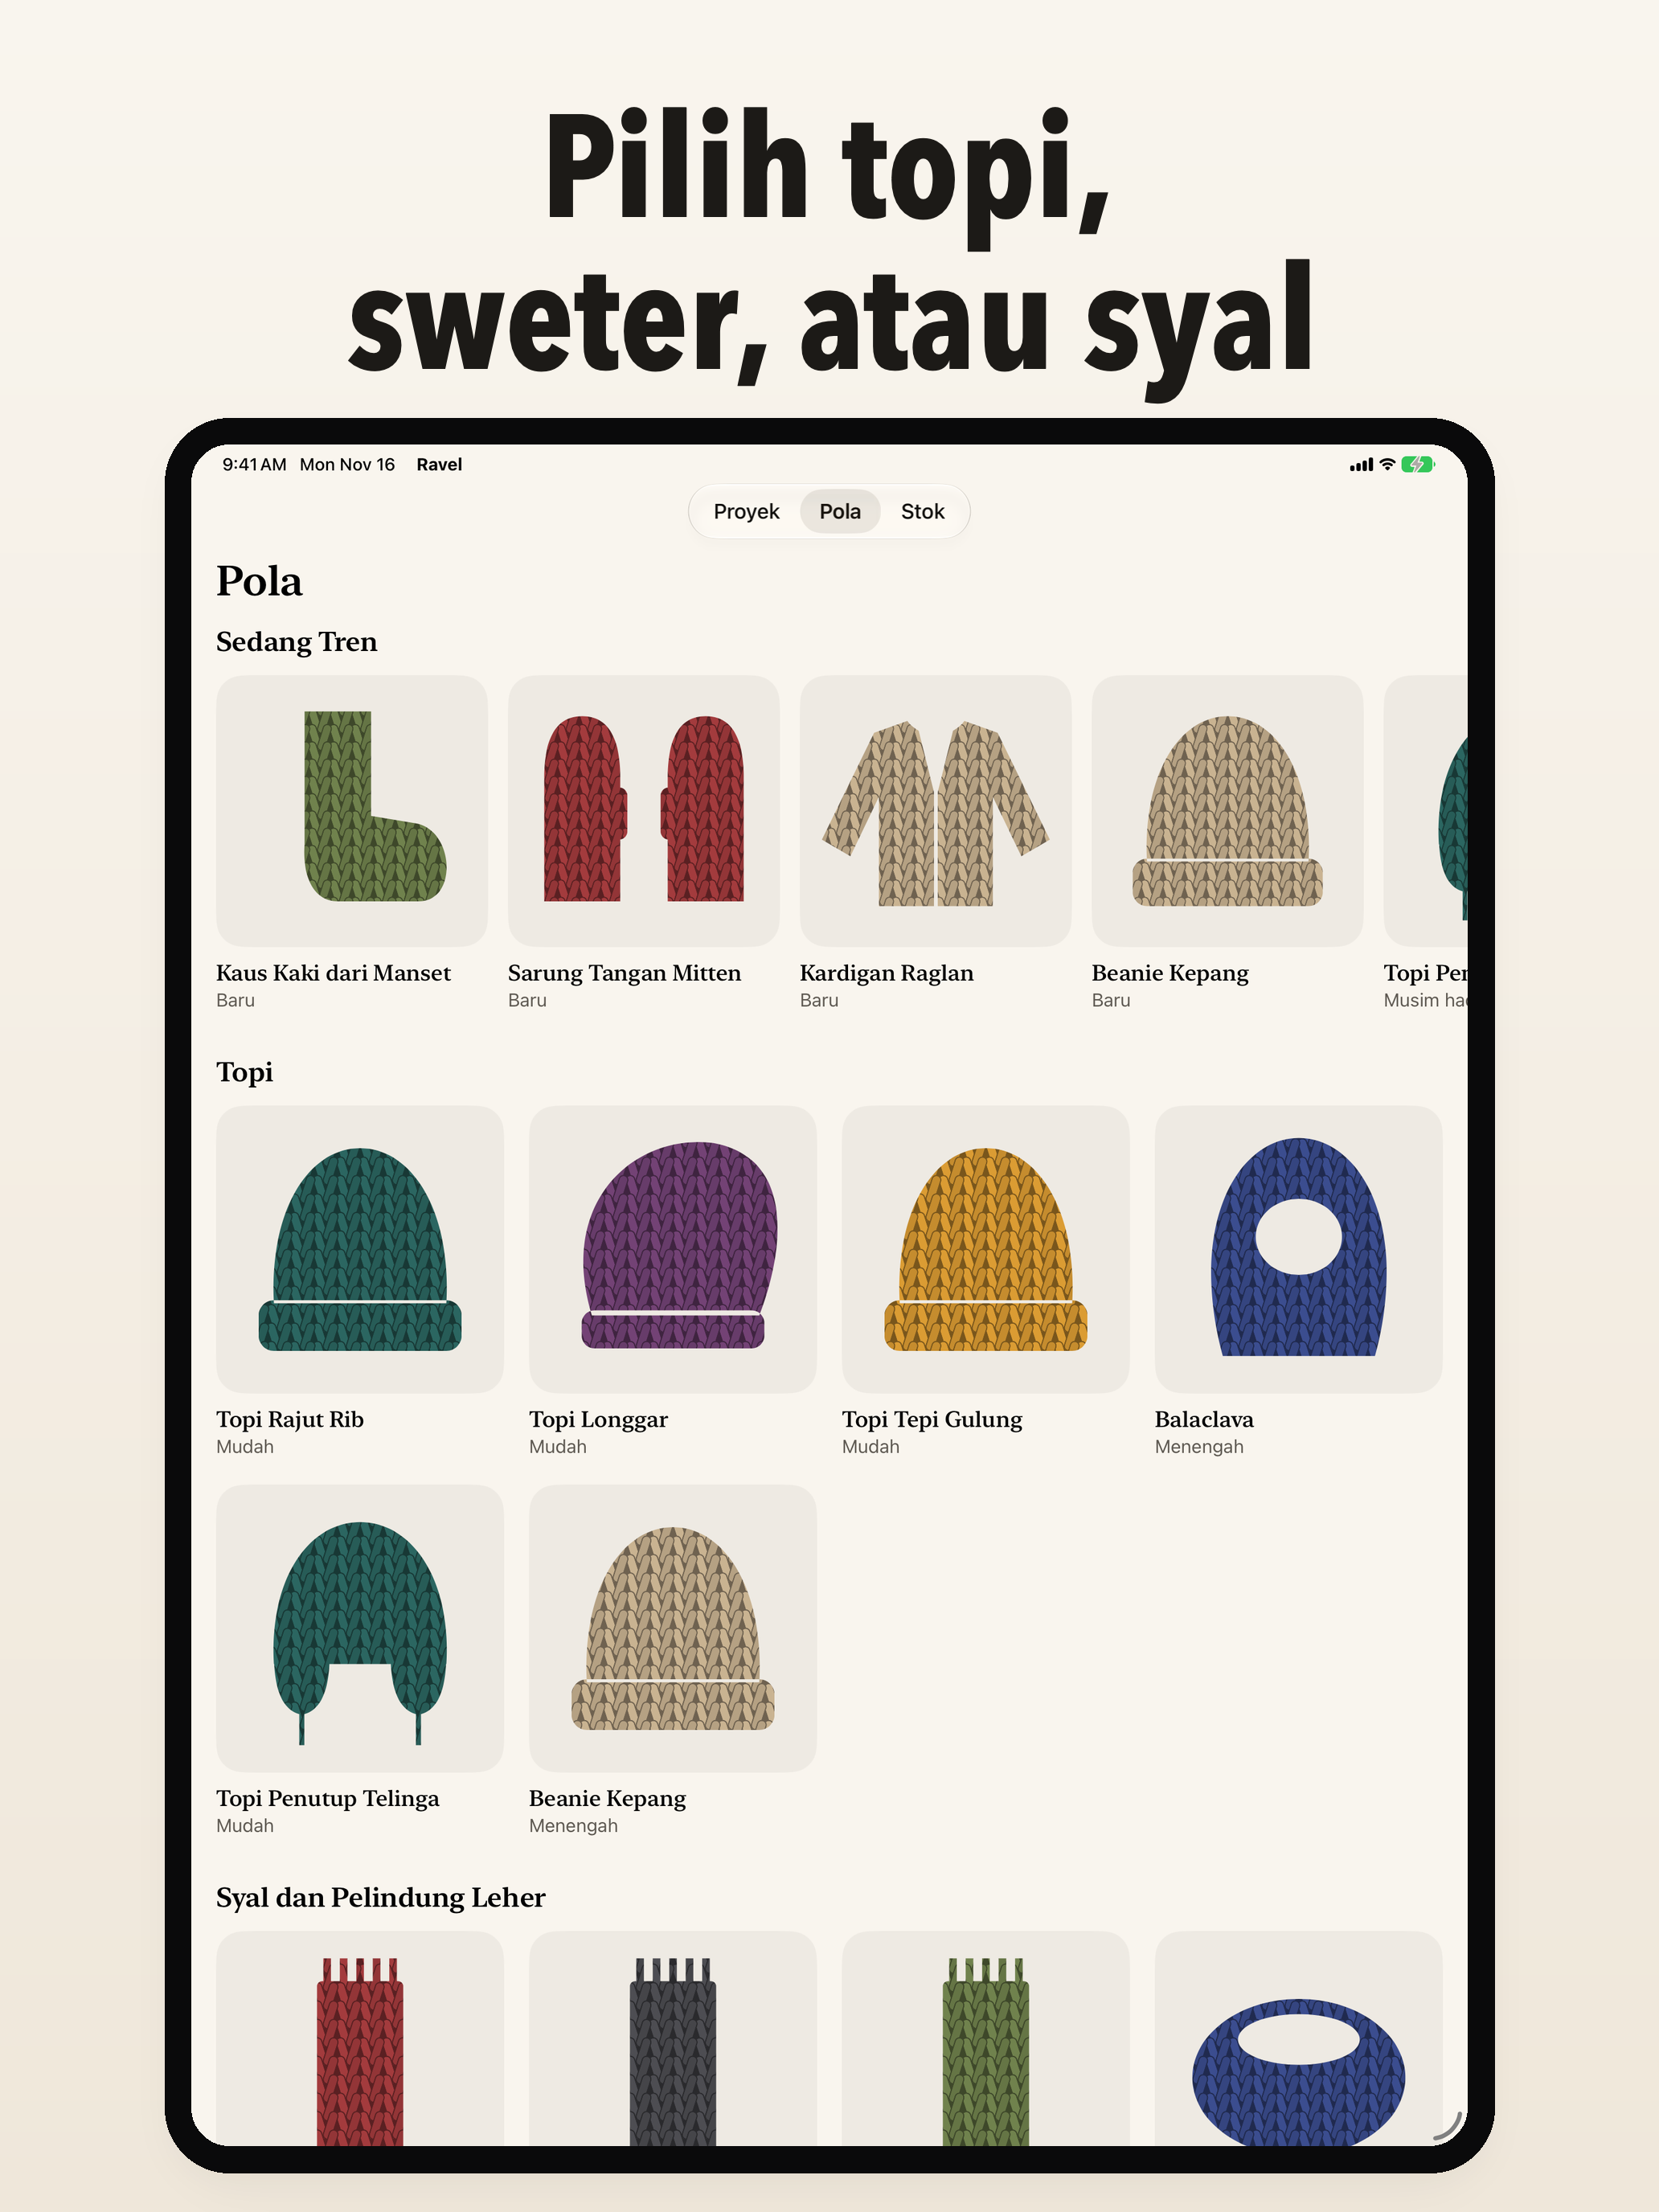 Pilih topi,
sweter, atau syal
9:41 AM Mon Nov 16 Ravel
Proyek Pola Stok
Pola
Sedang Tren
Kaus Kaki dari Manset
Baru
Sarung Tangan Mitten
Baru
Kardigan Raglan
Baru
Beanie Kepang
Baru
Topi
Musim
Topi
Topi Rajut Rib
Mudah
Topi Longgar
Mudah
Topi Tepi Gulung
Mudah
Balaclava
Menengah
Topi Penutup Telinga
Mudah
Beanie Kepang
Menengah
Syal dan Pelindung Leher